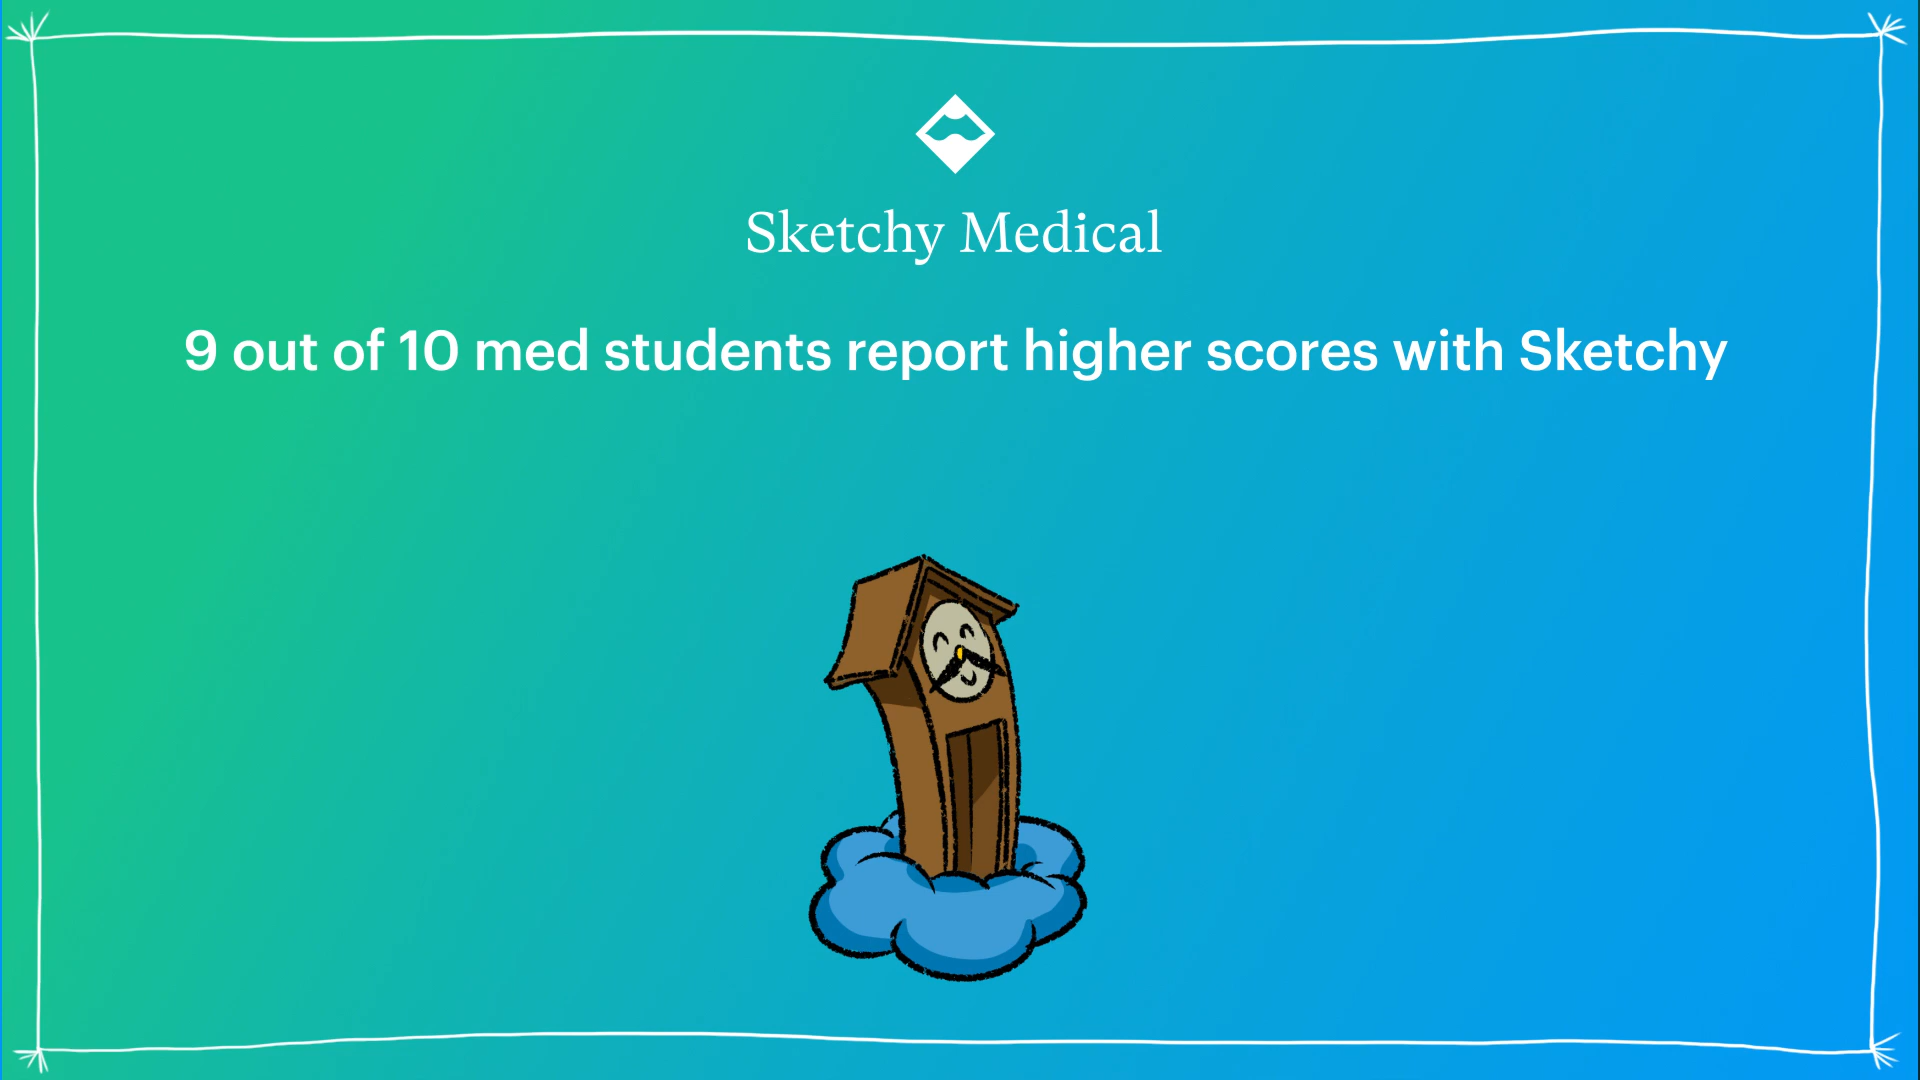 Sketchy Medical
9 out of 10 med students report higher scores with Sketchy